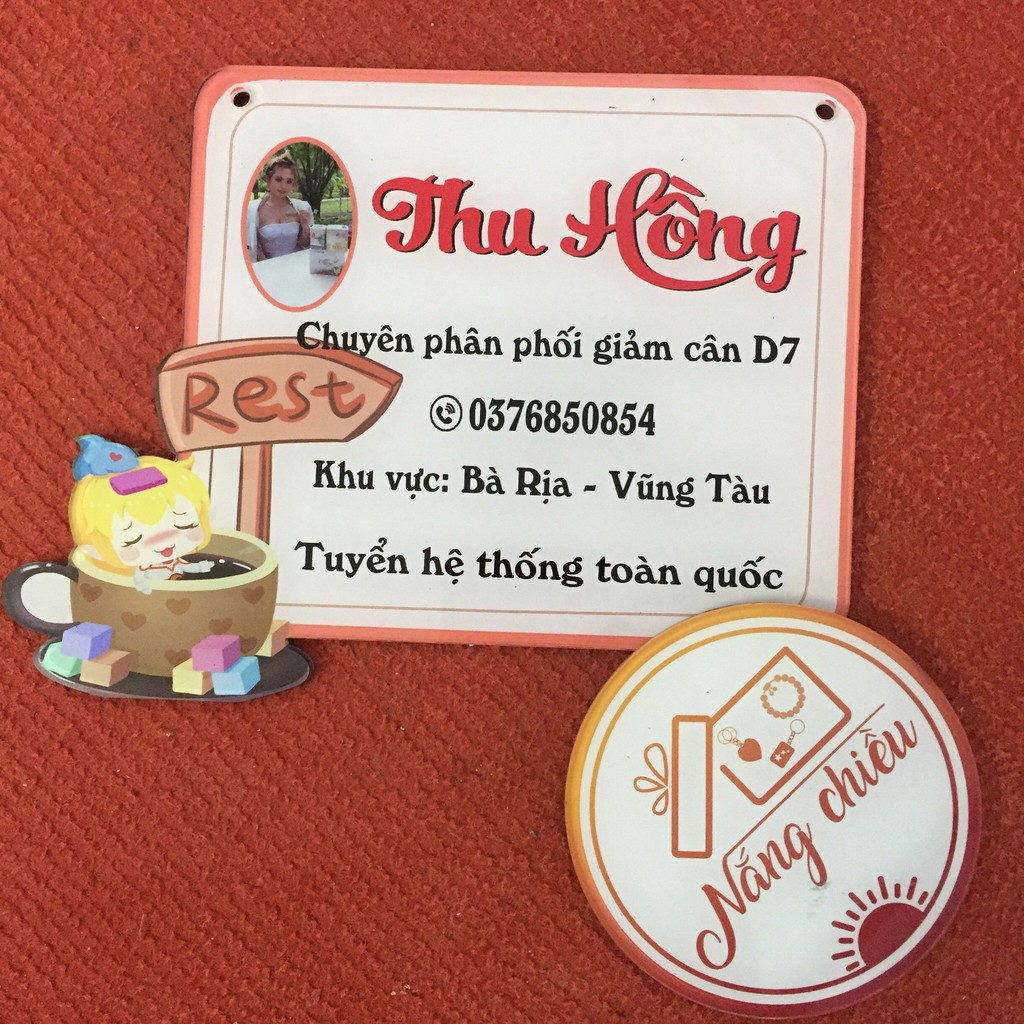 Thu Hồng
Chuyên phân phối giảm cân D7
Rest
0376850854
Khu vực: Bà Rịa - Vũng Tàu
Tuyển hệ thống toàn quốc
Nắng chiều